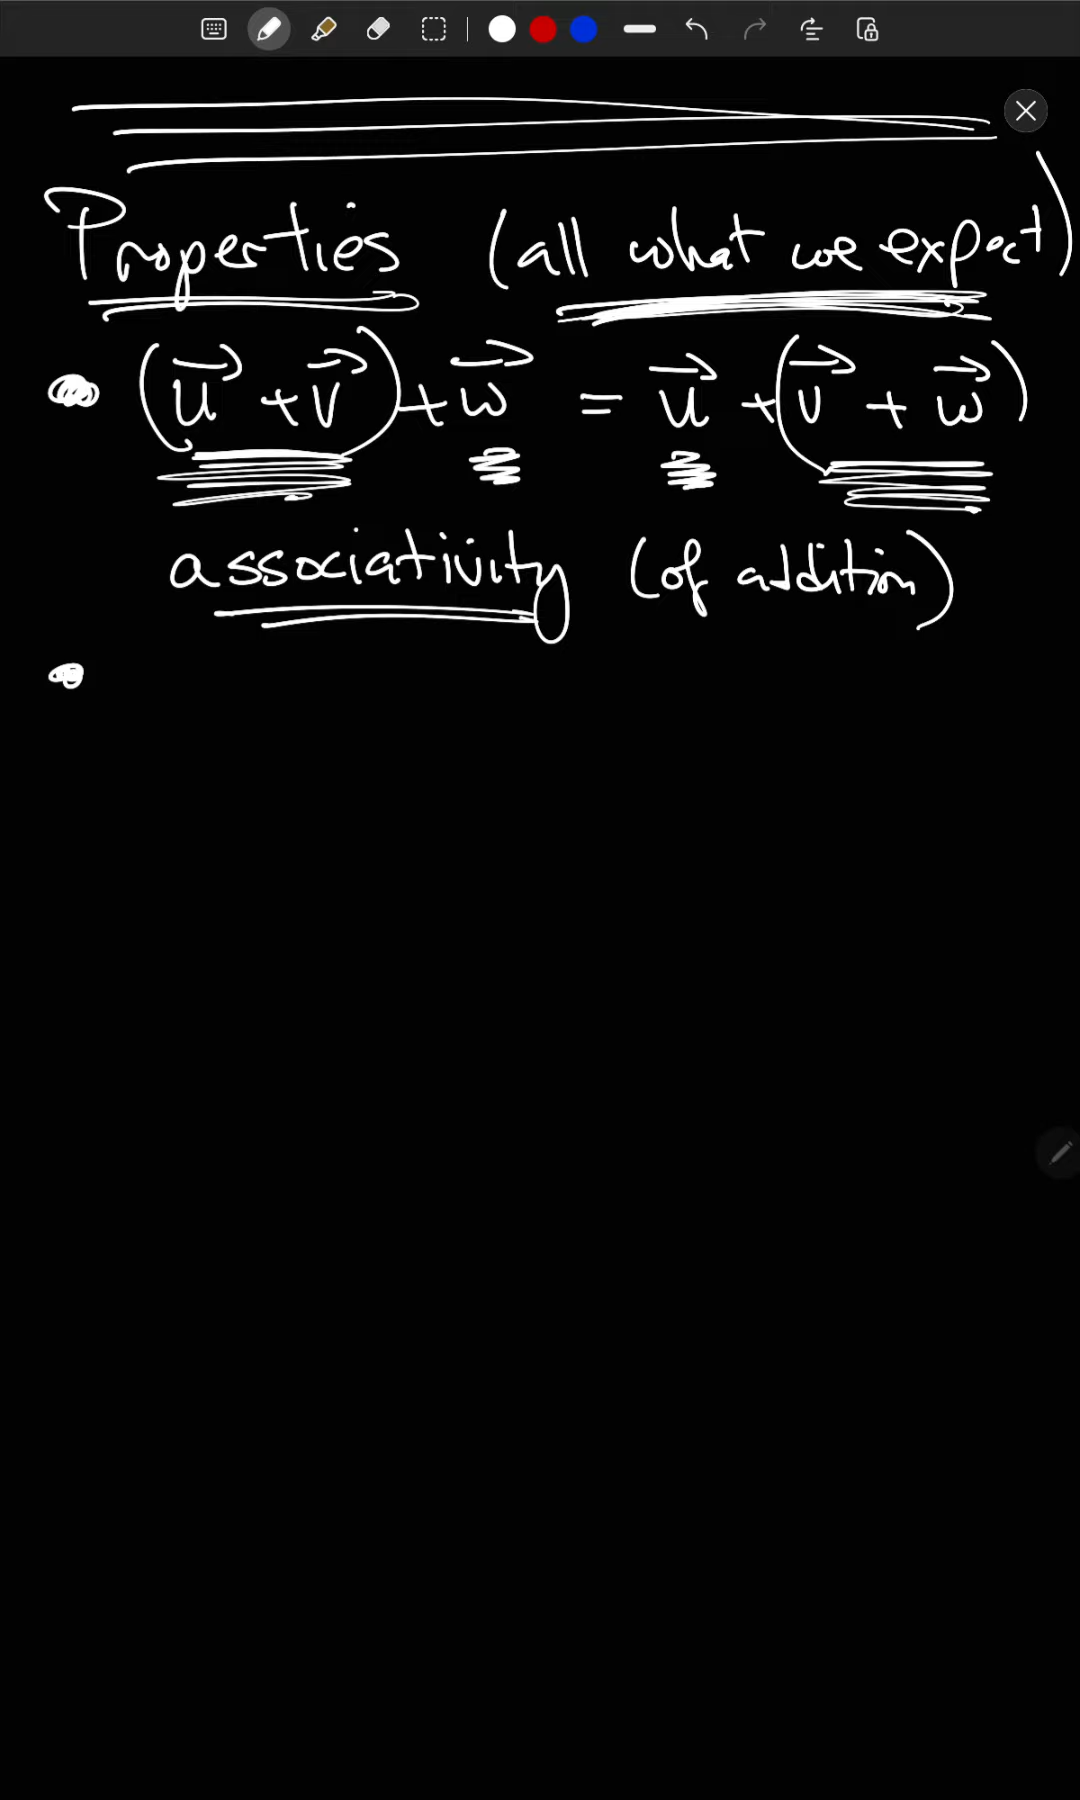 Properties (all what we expect)
• (u⃗ + v⃗) + w⃗ = u⃗ + (v⃗ + w⃗)
associativity (of addition)
•